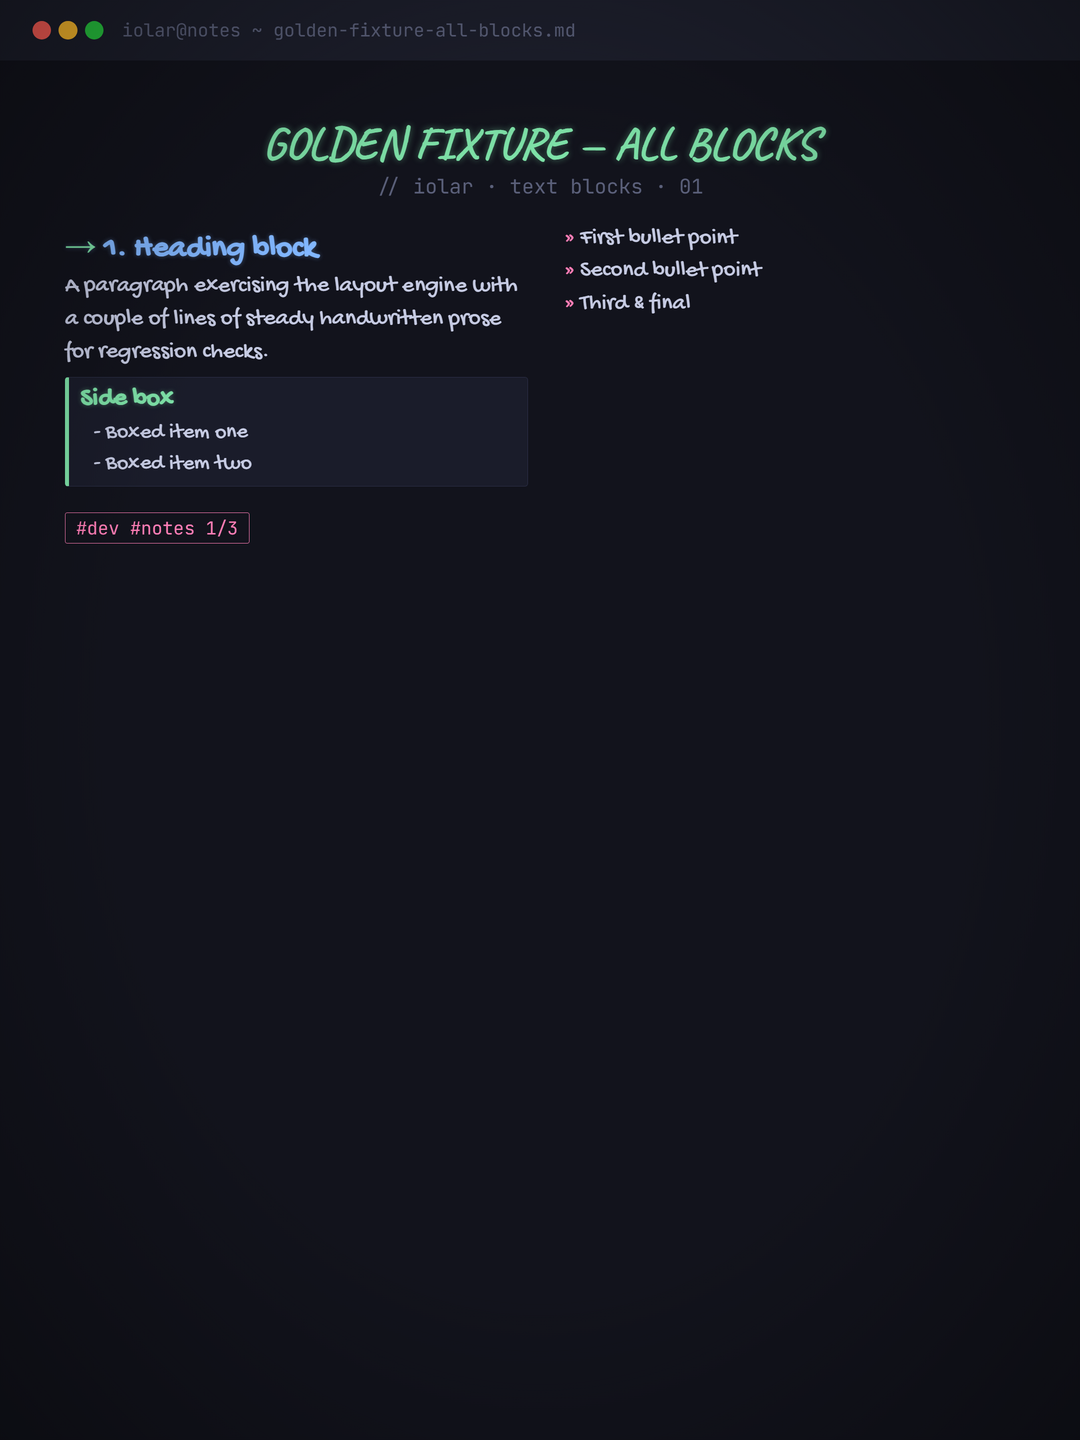 iolar@notes ~ golden-fixture-all-blocks.md
GOLDEN FIXTURE — ALL BLOCKS
// iolar · text blocks · 01
→ 1. Heading block
A paragraph exercising the layout engine with
a couple of lines of steady handwritten prose
for regression checks.
Side box
- Boxed item one
- Boxed item two
#dev #notes 1/3
» First bullet point
» Second bullet point
» Third & final